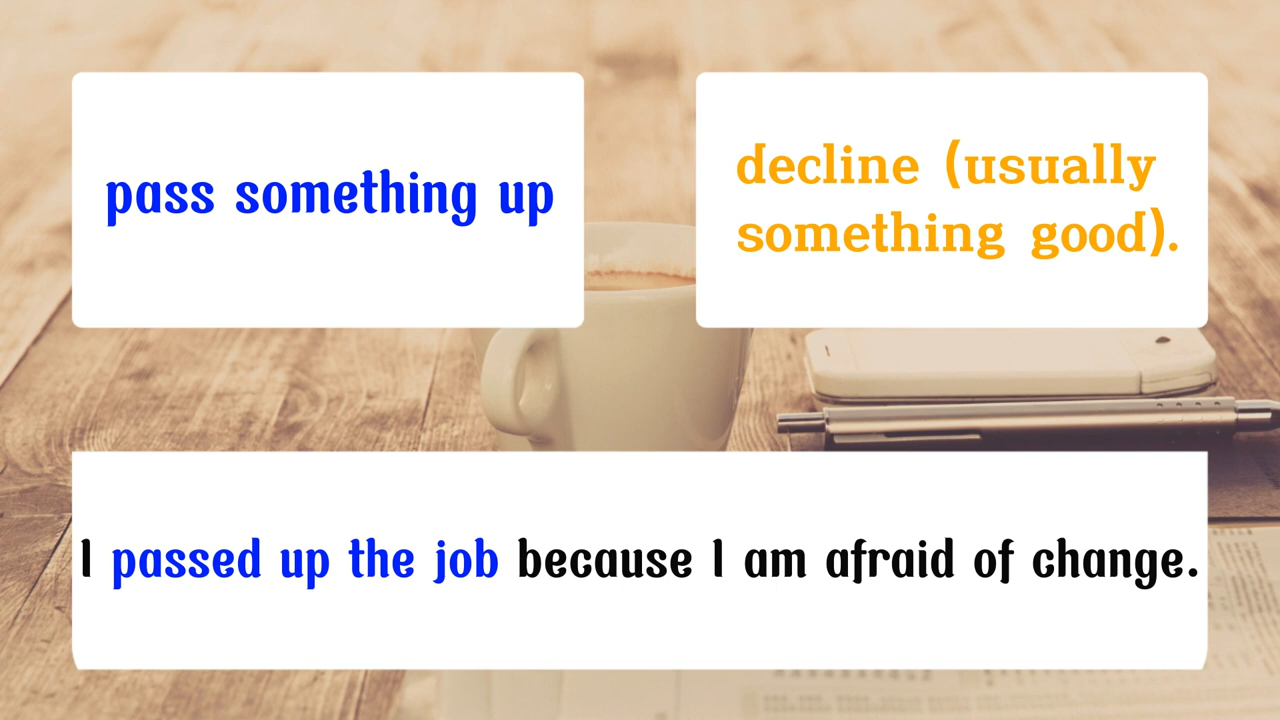 pass something up
decline (usually
something good).
I passed up the job because I am afraid of change.